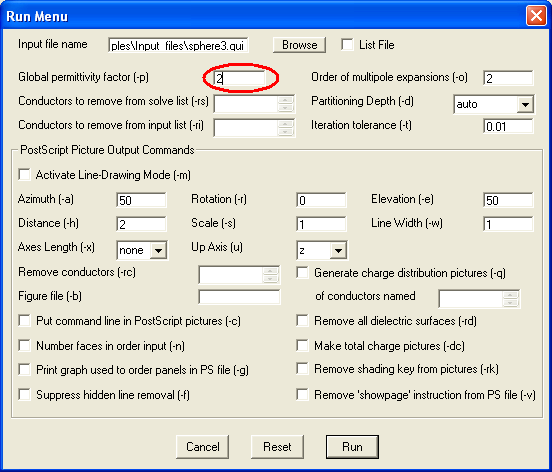 Run Menu
Input file name ples\Input_files\sphere3.qui Browse List File
Global permittivity factor (-p) 2 Order of multipole expansions (-o) 2
Conductors to remove from solve list (-rs) Partitioning Depth (-d) auto
Conductors to remove from input list (-ri) Iteration tolerance (-t) 0.01
PostScript Picture Output Commands
Activate Line-Drawing Mode (-m)
Azimuth (-a) 50 Rotation (-r) 0 Elevation (-e) 50
Distance (-h) 2 Scale (-s) 1 Line Width (-w) 1
Axes Length (-x) none Up Axis (u) z
Remove conductors (-rc) Generate charge distribution pictures (-q)
Figure file (-b) of conductors named
Put command line in PostScript pictures (-c) Remove all dielectric surfaces (-rd)
Number faces in order input (-n) Make total charge pictures (-dc)
Print graph used to order panels in PS file (-g) Remove shading key from pictures (-rk)
Suppress hidden line removal (-f) Remove 'showpage' instruction from PS file (-v)
Cancel Reset Run